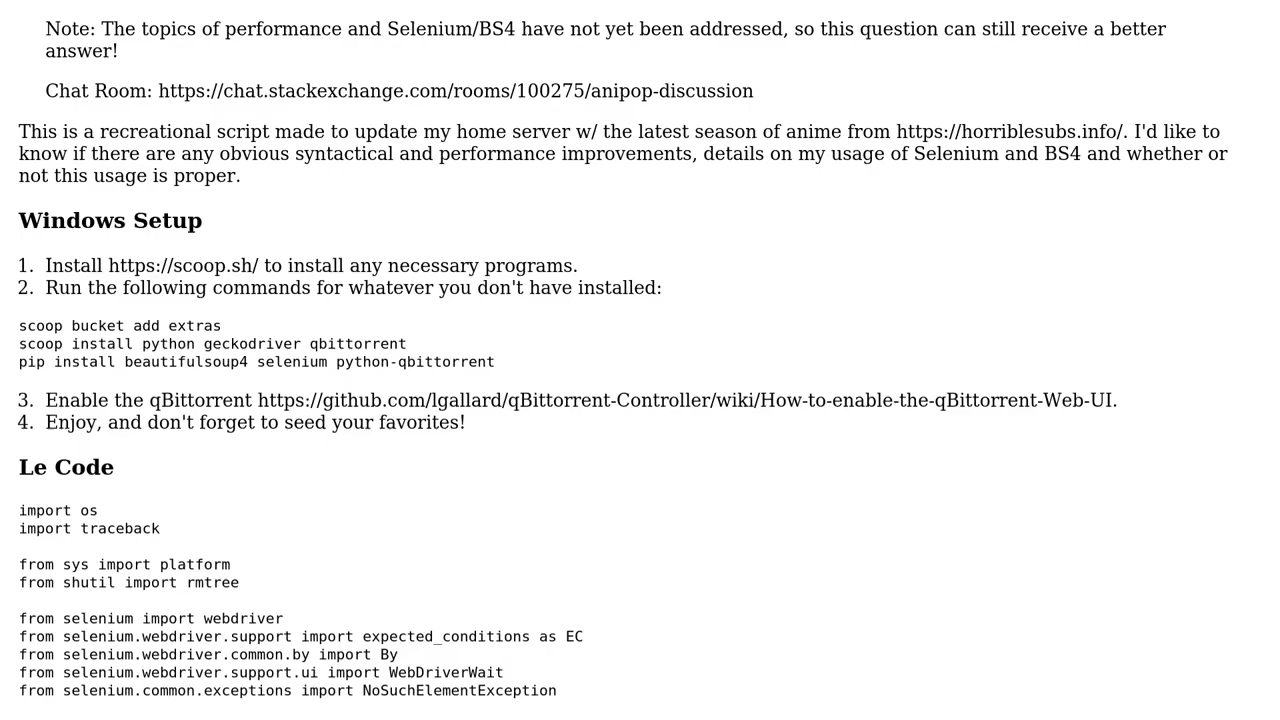 Note: The topics of performance and Selenium/BS4 have not yet been addressed, so this question can still receive a better
answer!
Chat Room: https://chat.stackexchange.com/rooms/100275/anipop-discussion
This is a recreational script made to update my home server w/ the latest season of anime from https://horriblesubs.info/. I'd like to
know if there are any obvious syntactical and performance improvements, details on my usage of Selenium and BS4 and whether or
not this usage is proper.
Windows Setup
1. Install https://scoop.sh/ to install any necessary programs.
2. Run the following commands for whatever you don't have installed:
scoop bucket add extras
scoop install python geckodriver qbittorrent
pip install beautifulsoup4 selenium python-qbittorrent
3. Enable the qBittorrent https://github.com/lgallard/qBittorrent-Controller/wiki/How-to-enable-the-qBittorrent-Web-UI.
4. Enjoy, and don't forget to seed your favorites!
Le Code
import os
import traceback
from sys import platform
from shutil import rmtree
from selenium import webdriver
from selenium.webdriver.support import expected_conditions as EC
from selenium.webdriver.common.by import By
from selenium.webdriver.support.ui import WebDriverWait
from selenium.common.exceptions import NoSuchElementException